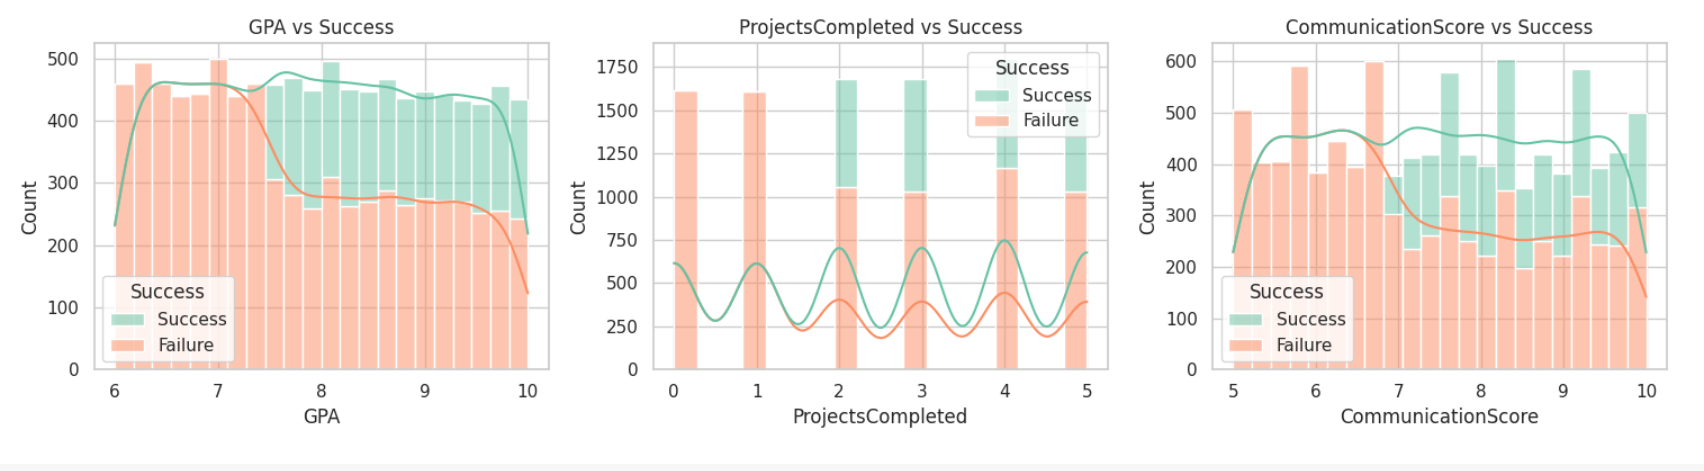 GPA vs Success
500
400
300
200
100
0
Count
Success
Success
Failure
6 7 8 9 10
GPA
ProjectsCompleted vs Success
1750
1500
1250
1000
750
500
250
0
Count
Success
Success
Failure
0 1 2 3 4 5
ProjectsCompleted
CommunicationScore vs Success
600
500
400
300
200
100
0
Count
Success
Success
Failure
5 6 7 8 9 10
CommunicationScore